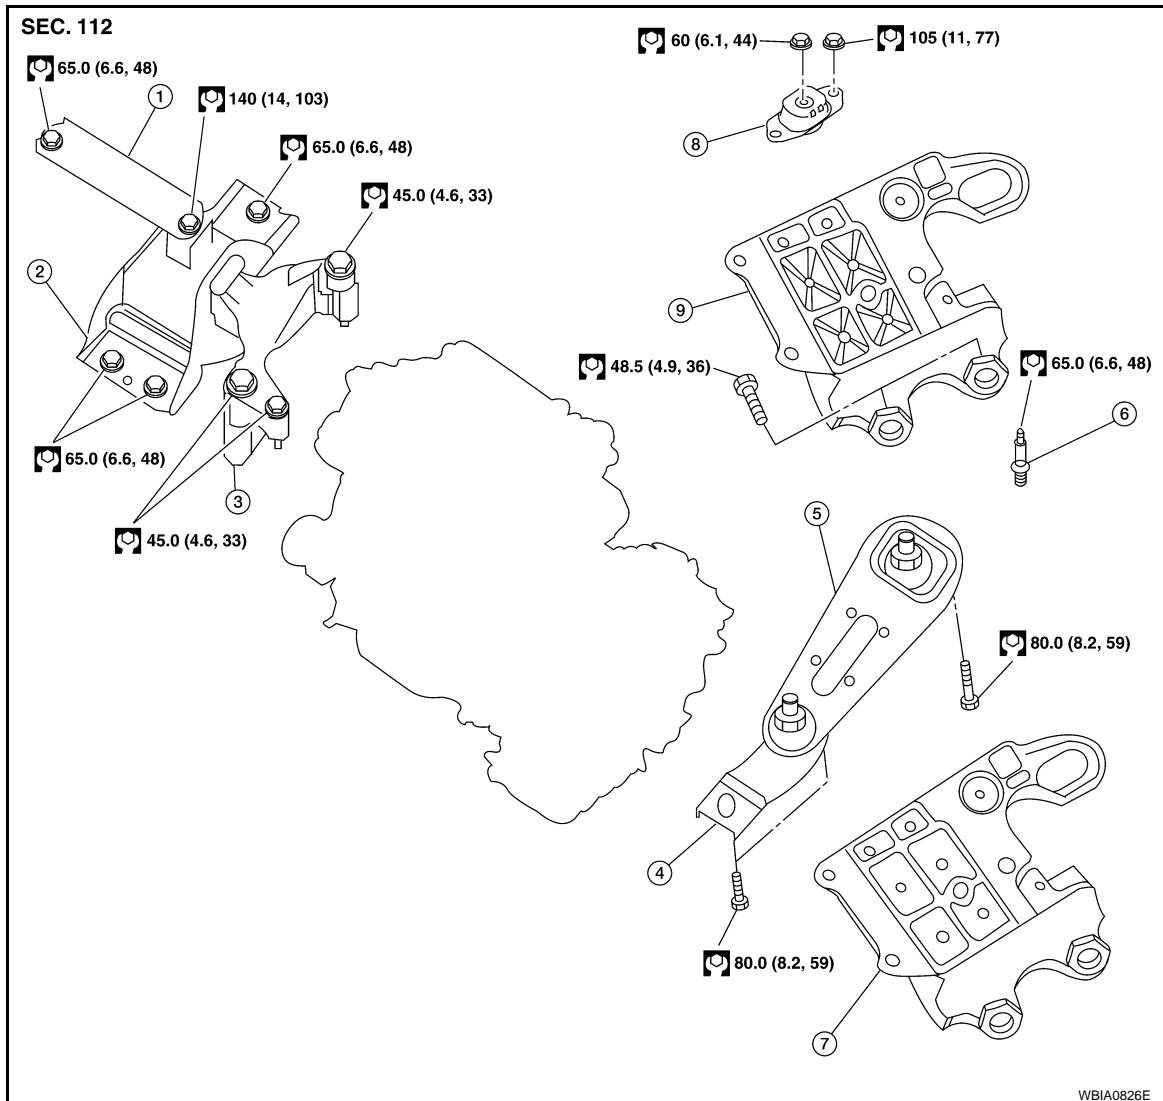 SEC. 112
60 (6.1, 44)
105 (11, 77)
65.0 (6.6, 48)
1
140 (14, 103)
65.0 (6.6, 48)
8
45.0 (4.6, 33)
2
9
48.5 (4.9, 36)
65.0 (6.6, 48)
6
65.0 (6.6, 48)
3
5
45.0 (4.6, 33)
80.0 (8.2, 59)
4
80.0 (8.2, 59)
7
WBIA0826E